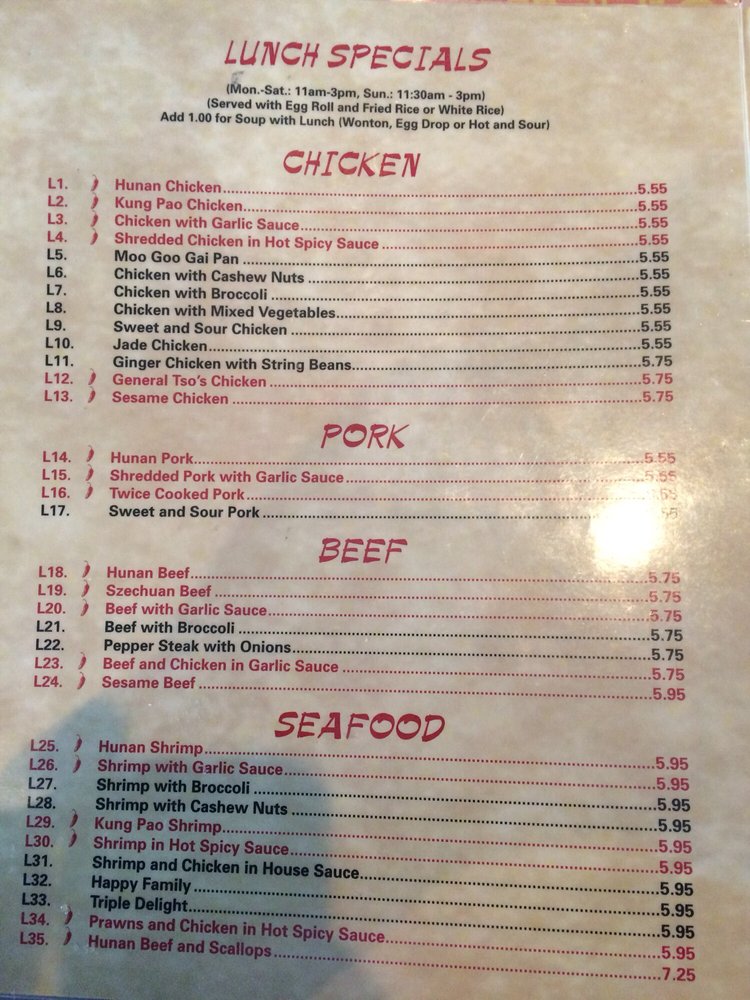 LUNCH SPECIALS
(Mon.-Sat.: 11am-3pm, Sun.: 11:30am - 3pm)
(Served with Egg Roll and Fried Rice or White Rice)
Add 1.00 for Soup with Lunch (Wonton, Egg Drop or Hot and Sour)
CHICKEN
L1. Hunan Chicken 5.55
L2. Kung Pao Chicken 5.55
L3. Chicken with Garlic Sauce 5.55
L4. Shredded Chicken in Hot Spicy Sauce 5.55
L5. Moo Goo Gai Pan 5.55
L6. Chicken with Cashew Nuts 5.55
L7. Chicken with Broccoli 5.55
L8. Chicken with Mixed Vegetables 5.55
L9. Sweet and Sour Chicken 5.55
L10. Jade Chicken 5.55
L11. Ginger Chicken with String Beans 5.75
L12. General Tso's Chicken 5.75
L13. Sesame Chicken 5.75
PORK
L14. Hunan Pork 5.55
L15. Shredded Pork with Garlic Sauce 5.55
L16. Twice Cooked Pork
L17. Sweet and Sour Pork
BEEF
L18. Hunan Beef 5.75
L19. Szechuan Beef 5.75
L20. Beef with Garlic Sauce 5.75
L21. Beef with Broccoli 5.75
L22. Pepper Steak with Onions 5.75
L23. Beef and Chicken in Garlic Sauce 5.75
L24. Sesame Beef 5.95
SEAFOOD
L25. Hunan Shrimp 5.95
L26. Shrimp with Garlic Sauce 5.95
L27. Shrimp with Broccoli 5.95
L28. Shrimp with Cashew Nuts 5.95
L29. Kung Pao Shrimp 5.95
L30. Shrimp in Hot Spicy Sauce 5.95
L31. Shrimp and Chicken in House Sauce 5.95
L32. Happy Family 5.95
L33. Triple Delight 5.95
L34. Prawns and Chicken in Hot Spicy Sauce 5.95
L35. Hunan Beef and Scallops 7.25